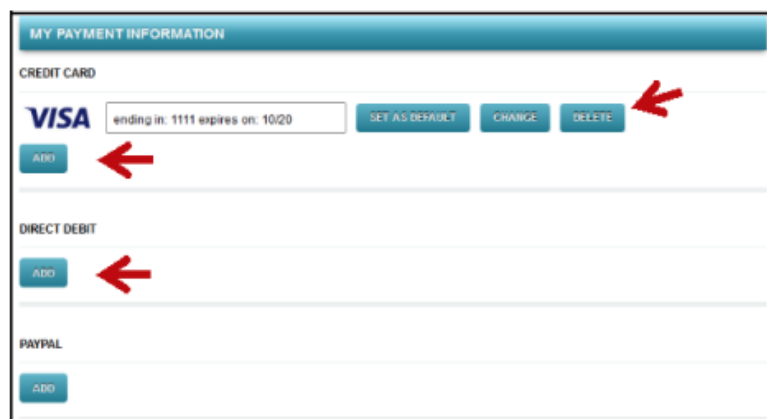 MY PAYMENT INFORMATION
CREDIT CARD
VISA ending in: 1111 expires on: 10/20 SET AS DEFAULT CHANGE DELETE
ADD
DIRECT DEBIT
ADD
PAYPAL
ADD